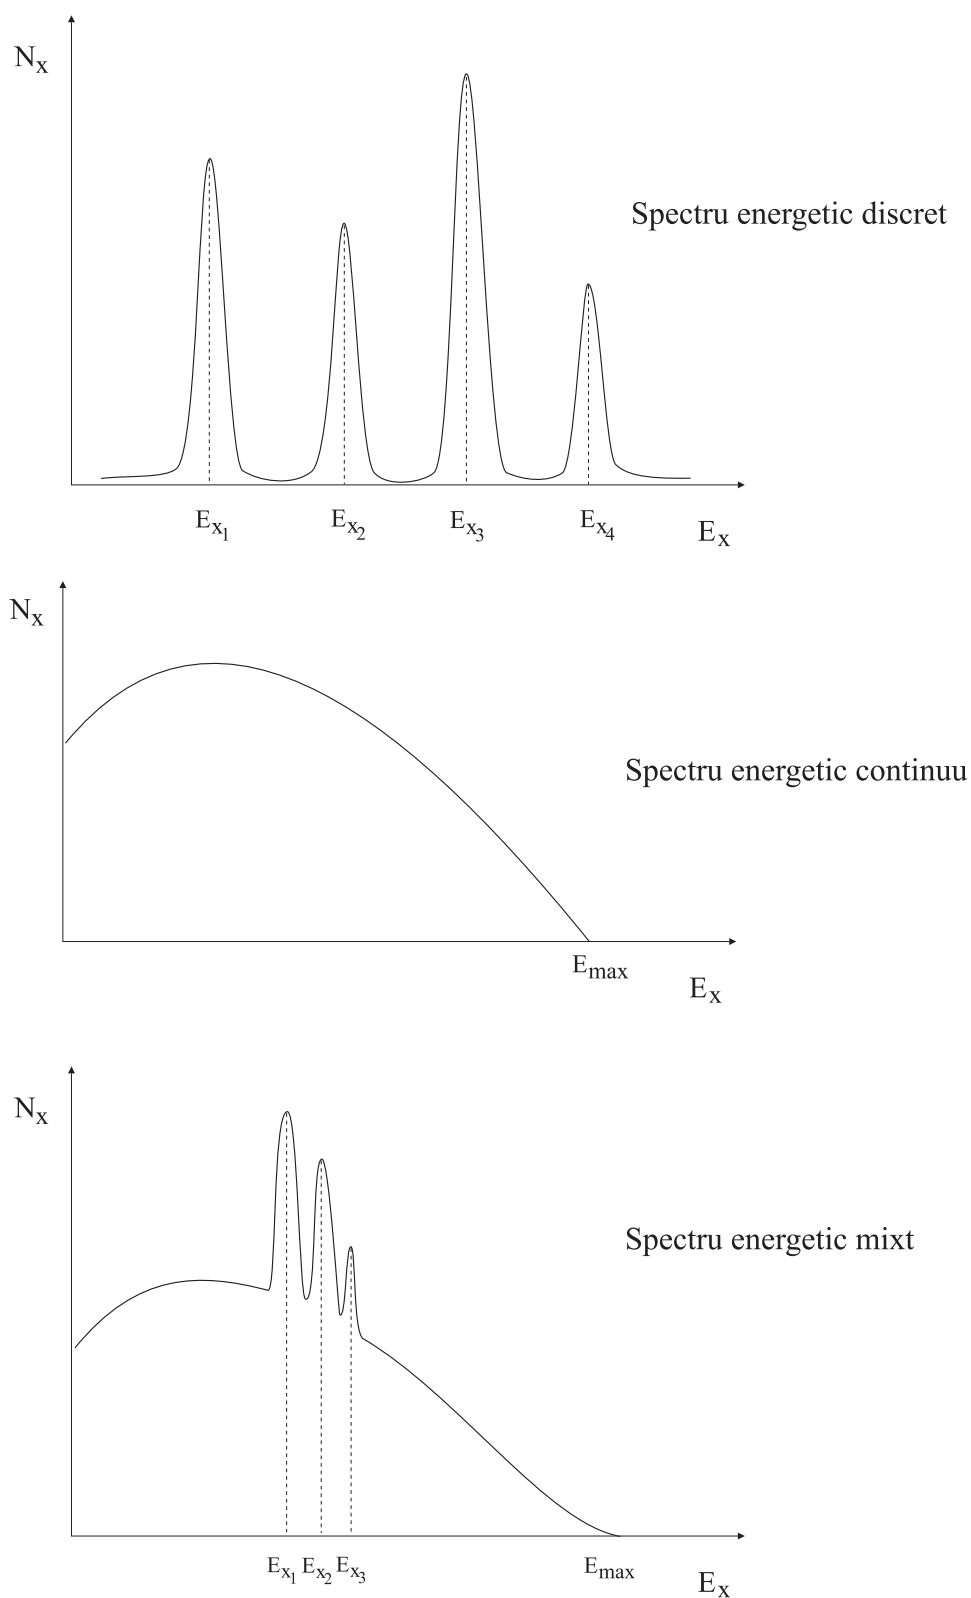 Nx
Spectru energetic discret
Ex1 Ex2 Ex3 Ex4
Ex
Nx
Spectru energetic continuu
Emax
Ex
Nx
Spectru energetic mixt
Ex1 Ex2 Ex3 Emax
Ex